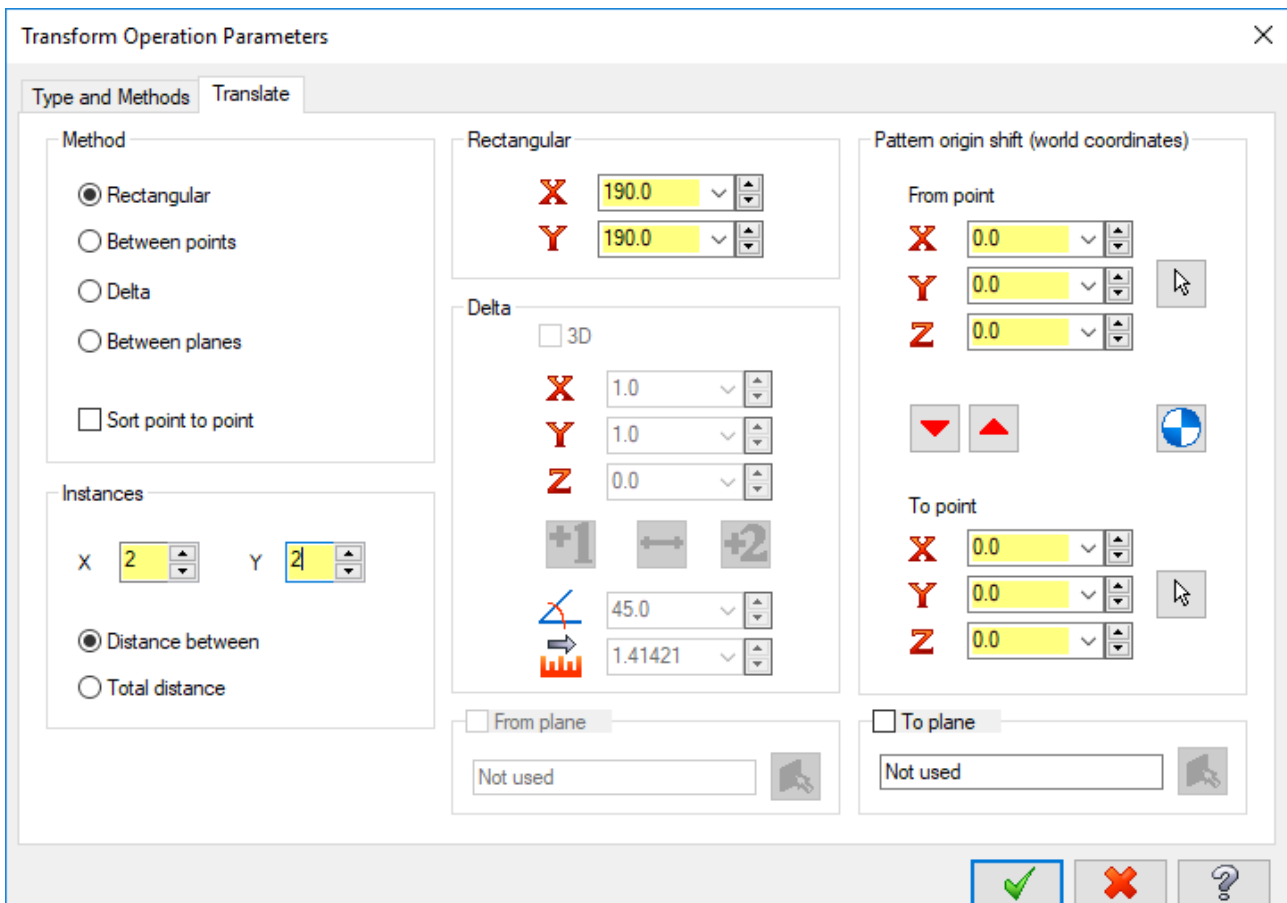 Transform Operation Parameters
Type and Methods
Translate
Method
Rectangular
Between points
Delta
Between planes
Sort point to point
Instances
X 2 Y 2
Distance between
Total distance
Rectangular
X 190.0
Y 190.0
Delta
3D
X 1.0
Y 1.0
Z 0.0
+1 +2
45.0
1.41421
From plane
Not used
Pattern origin shift (world coordinates)
From point
X 0.0
Y 0.0
Z 0.0
To point
X 0.0
Y 0.0
Z 0.0
To plane
Not used
?